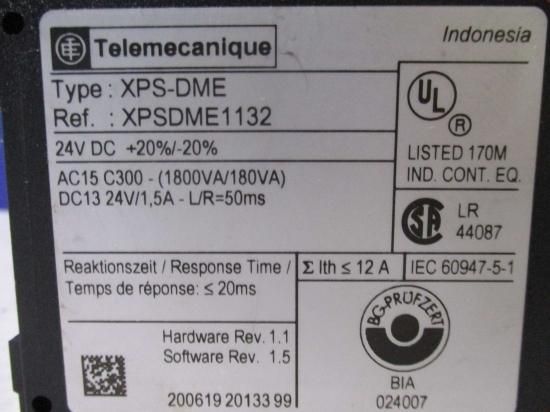 Telemecanique
Indonesia
Type : XPS-DME
Ref. : XPSDME1132
24V DC +20%/-20%
AC15 C300 - (1800VA/180VA)
DC13 24V/1,5A - L/R=50ms
UL
®
LISTED 170M
IND. CONT. EQ.
SA
LR
44087
Reaktionszeit / Response Time /
Temps de réponse: ≤ 20ms
Σ Ith ≤ 12 A
IEC 60947-5-1
Hardware Rev. 1.1
Software Rev. 1.5
200619 20133 99
BG-PRÜFZERT
BIA
024007